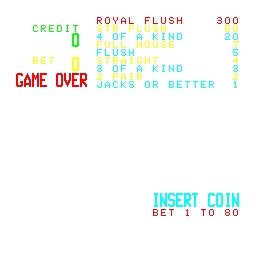 ROYAL FLUSH 300
CREDIT STR FLUSH 50
0 4 OF A KIND 20
FULL HOUSE 7
FLUSH 5
BET 0 STRAIGHT 4
3 OF A KIND 3
GAME OVER 2 PAIR 2
JACKS OR BETTER 1
INSERT COIN
BET 1 TO 80